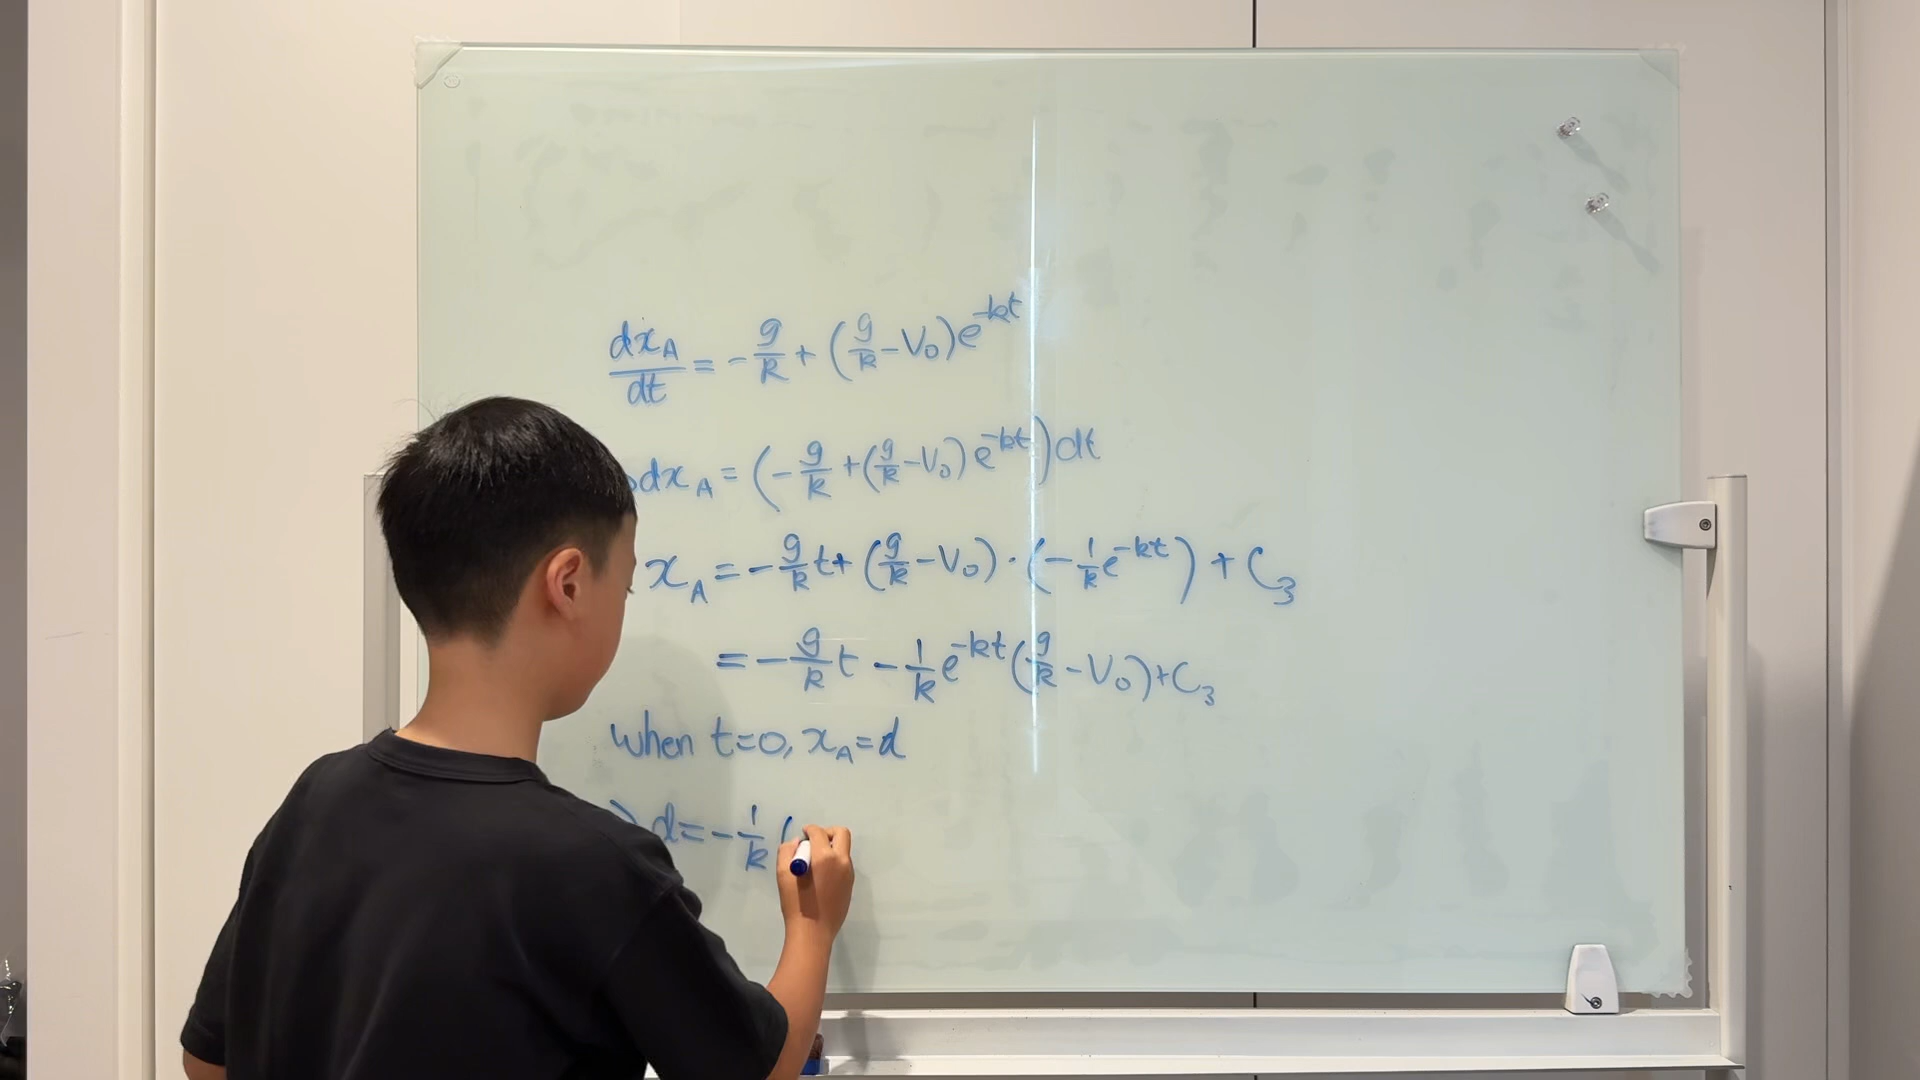 dx_A/dt = -g/k + (g/k - V₀)e^{-kt}
dx_A = (-g/k + (g/k - V₀)e^{-kt})dt
x_A = -g/k t + (g/k - V₀)·(-1/k e^{-kt}) + C₃
= -g/k t - 1/k e^{-kt}(g/k - V₀) + C₃
when t=0, x_A=d
d = -1/k (